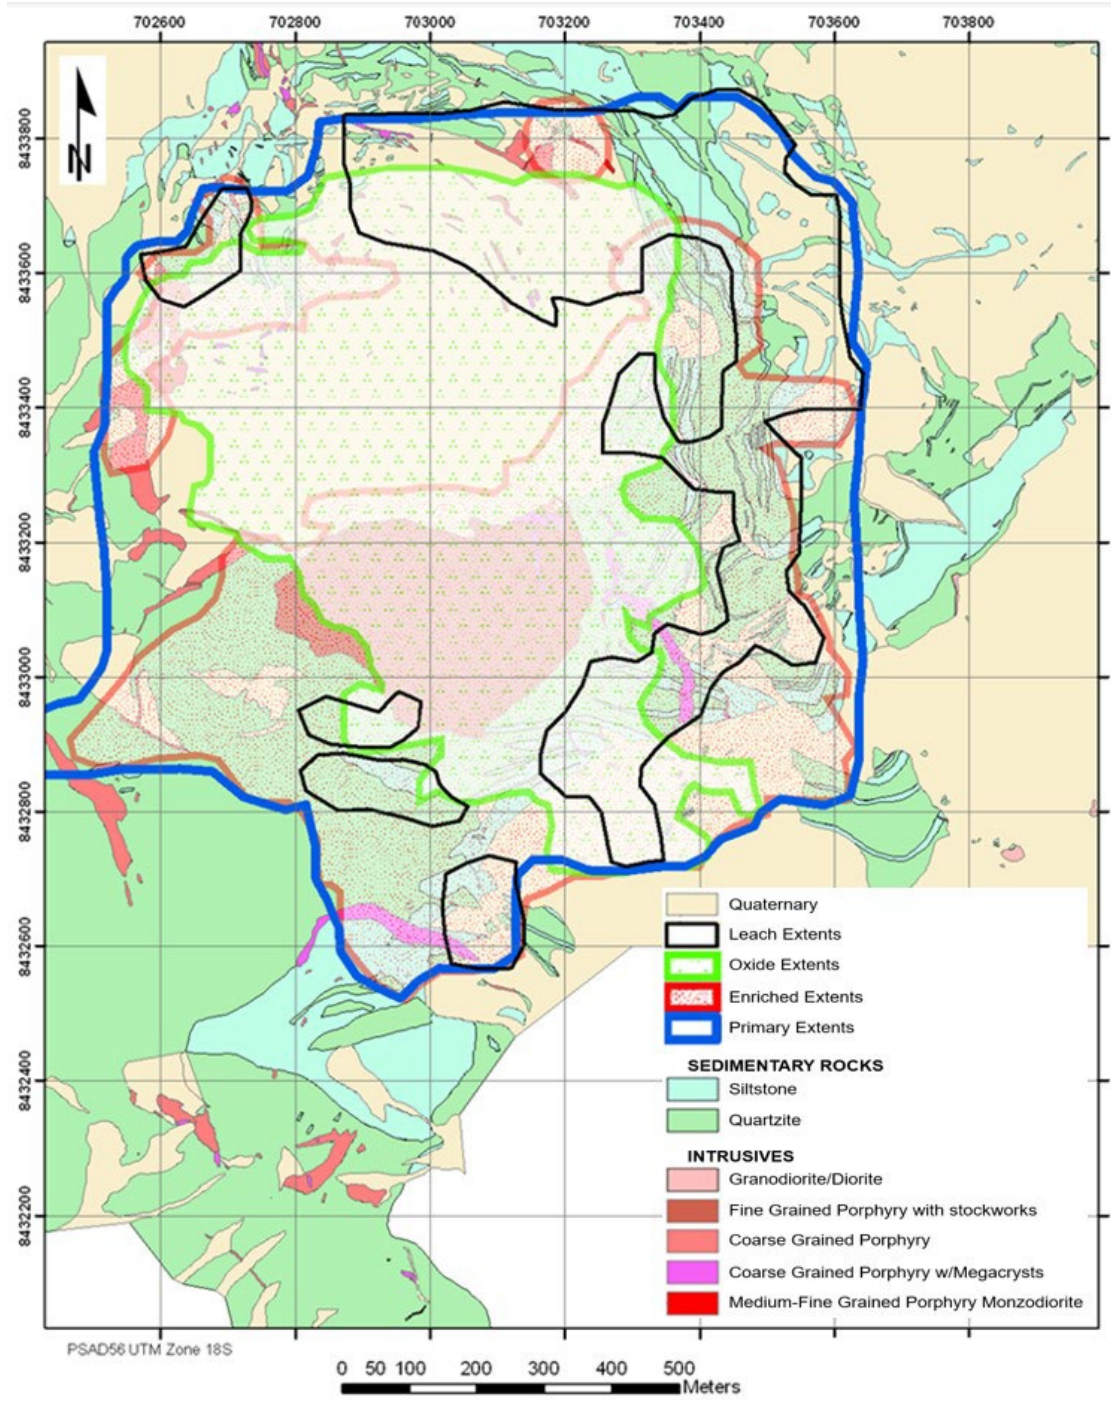 702600 702800 703000 703200 703400 703600 703800
8433800
8433600
8433400
8433200
8433000
8432800
8432600
8432400
8432200
N
Quaternary
Leach Extents
Oxide Extents
Enriched Extents
Primary Extents
SEDIMENTARY ROCKS
Siltstone
Quartzite
INTRUSIVES
Granodiorite/Diorite
Fine Grained Porphyry with stockworks
Coarse Grained Porphyry
Coarse Grained Porphyry w/Megacrysts
Medium-Fine Grained Porphyry Monzodiorite
PSAD56 UTM Zone 18S
0 50 100 200 300 400 500
Meters